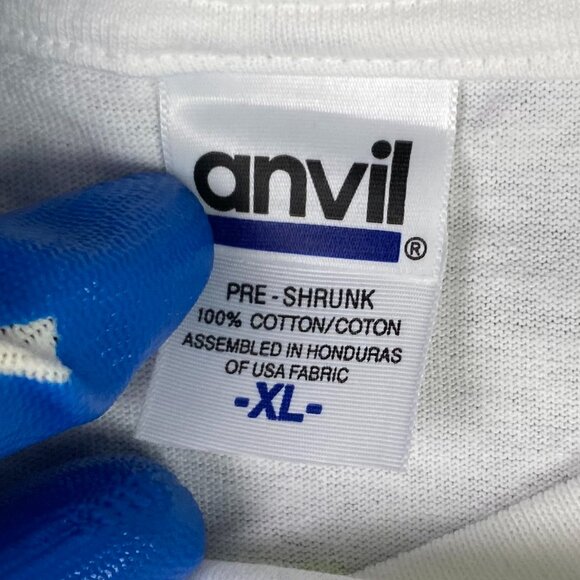 anvil
®
PRE-SHRUNK
100% COTTON/COTON
ASSEMBLED IN HONDURAS
OF USA FABRIC
-XL-